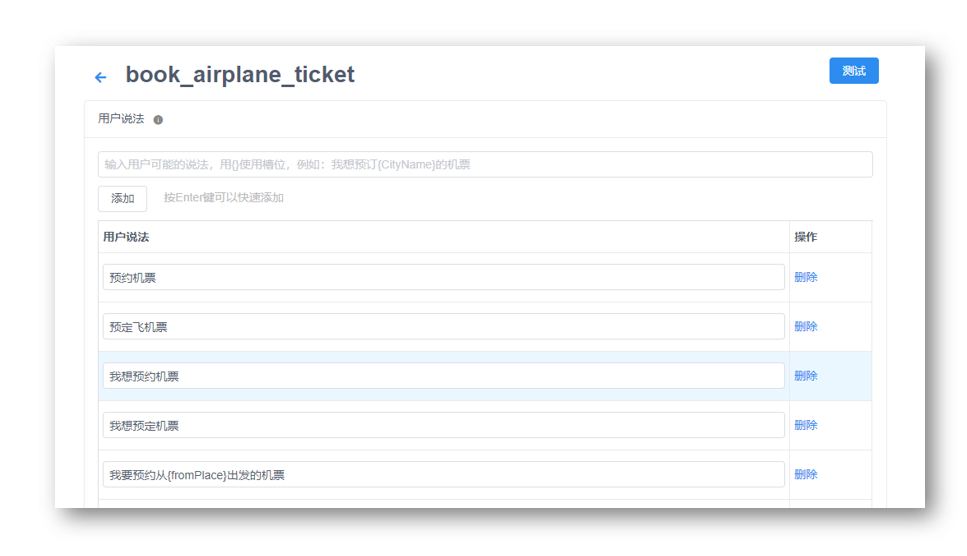 book_airplane_ticket
测试
用户说法
输入用户可能的说法，用{}使用槽位，例如：我想预订{CityName}的机票
添加 按Enter键可以快速添加
用户说法 操作
预约机票 删除
预定飞机票 删除
我想预约机票 删除
我想预定机票 删除
我要预约从{fromPlace}出发的机票 删除